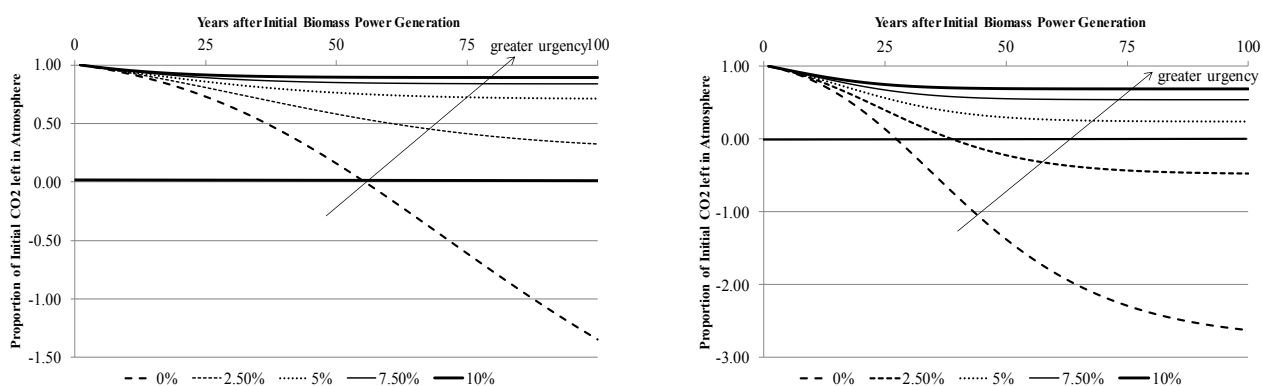 Years after Initial Biomass Power Generation
0 25 50 75 100
greater urgency
1.00
0.50
0.00
-0.50
-1.00
-1.50
Proportion of Initial CO2 left in Atmosphere
0% 2.50% 5% 7.50% 10%
Years after Initial Biomass Power Generation
0 25 50 75 100
greater urgency
1.00
0.00
-1.00
-2.00
-3.00
Proportion of Initial CO2 left in Atmosphere
0% 2.50% 5% 7.50% 10%